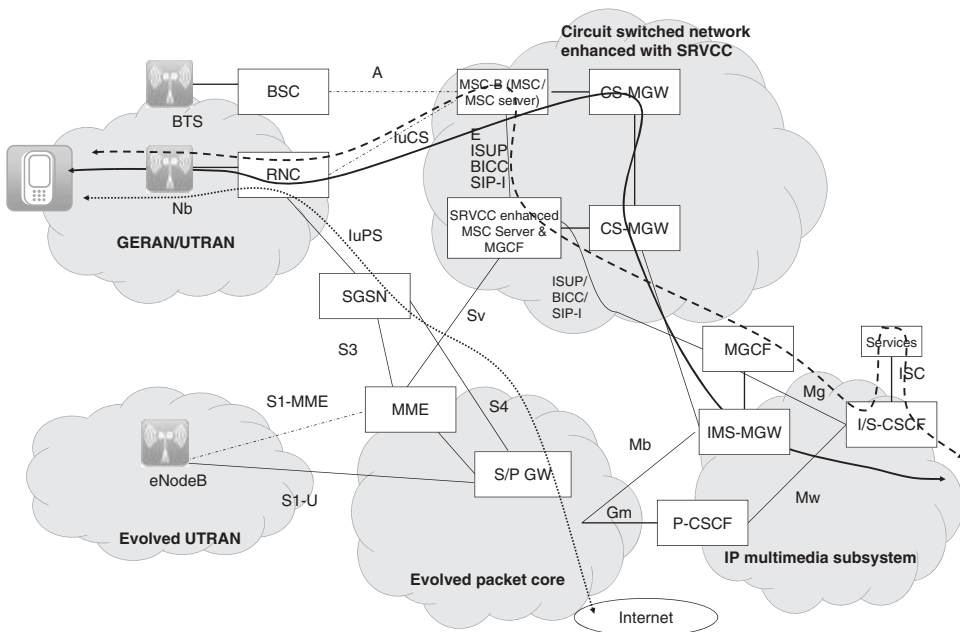 Circuit switched network
enhanced with SRVCC
A
BSC
MSC-B (MSC/
MSC server)
CS-MGW
BTS
IuCS
E
ISUP
BICC
SIP-I
RNC
Nb
GERAN/UTRAN
IuPS
SRVCC enhanced
MSC Server &
MGCF
CS-MGW
ISUP/
BICC/
SIP-I
SGSN
Sv
MGCF
Services
ISC
S3
S1-MME
MME
S4
Mg
I/S-CSCF
IMS-MGW
Mb
eNodeB
S/P GW
S1-U
Gm
P-CSCF
Mw
Evolved UTRAN
IP multimedia subsystem
Evolved packet core
Internet